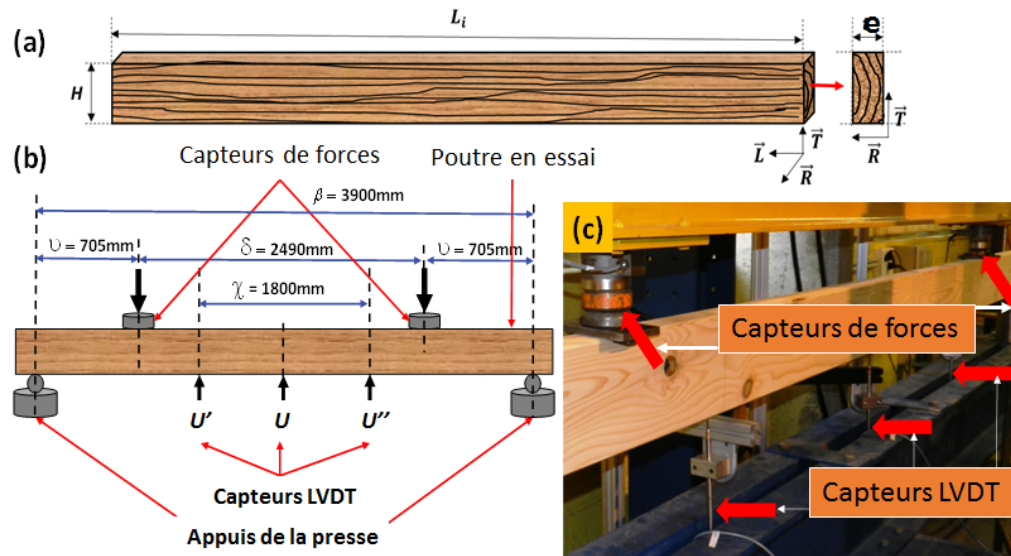 (a)
L_i
e
H
T⃗
L⃗
R⃗
T⃗
R⃗
(b)
Capteurs de forces
Poutre en essai
β = 3900mm
υ = 705mm
δ = 2490mm
υ = 705mm
χ = 1800mm
U'
U
U''
Capteurs LVDT
Appuis de la presse
(c)
Capteurs de forces
Capteurs LVDT